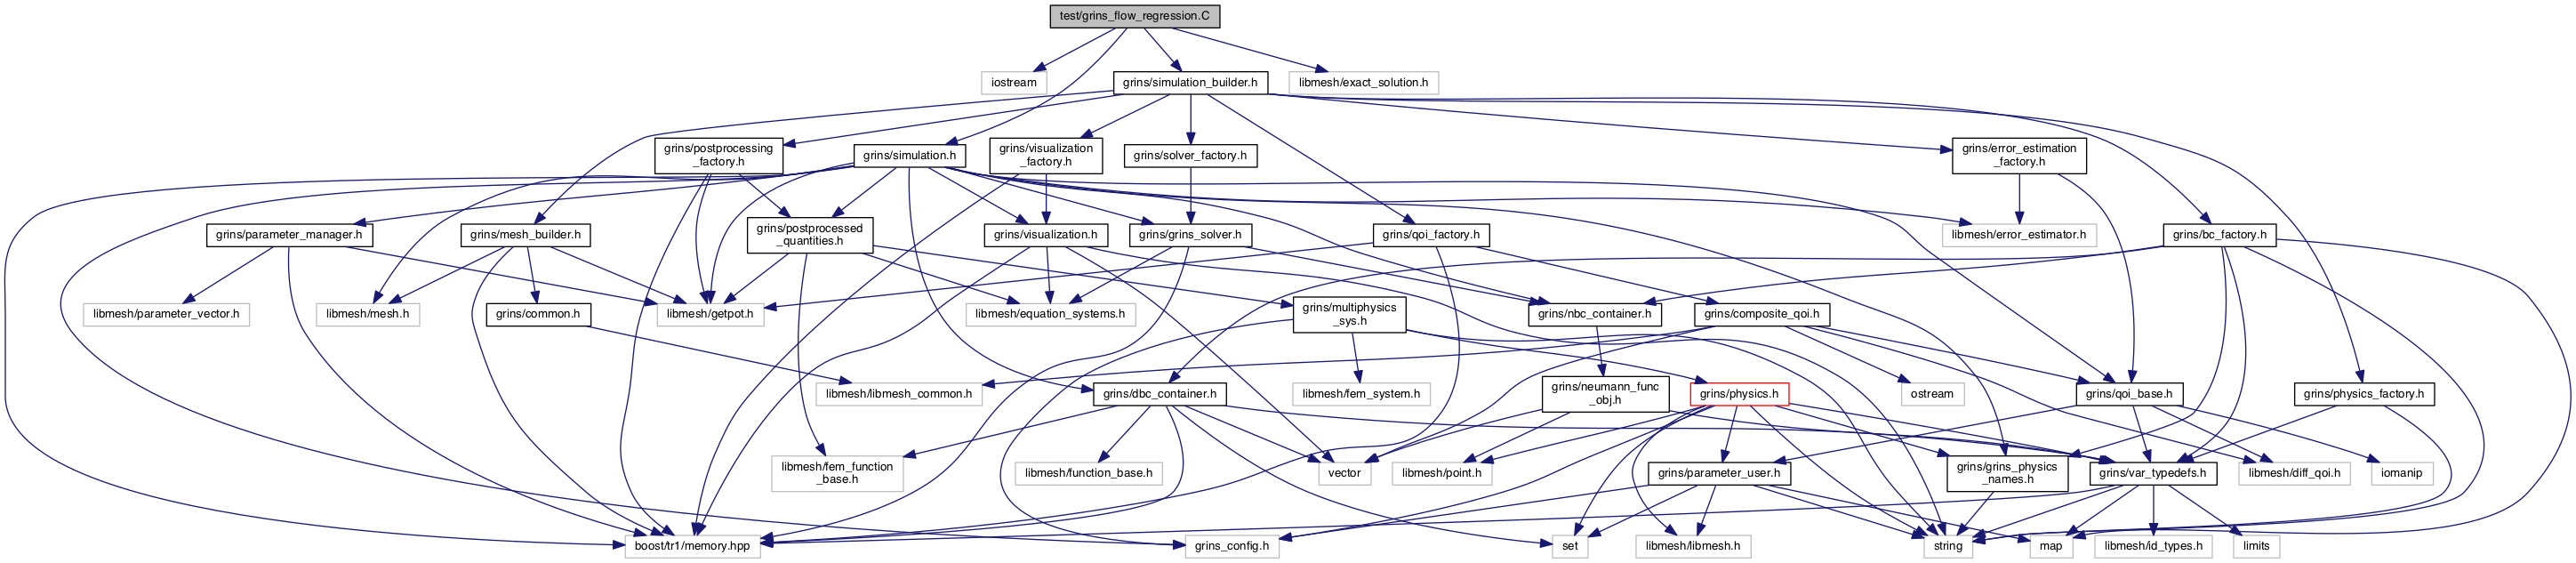 test/grins_flow_regression.C
iostream
grins/simulation_builder.h
libmesh/exact_solution.h
grins/postprocessing
_factory.h
grins/simulation.h
grins/visualization
_factory.h
grins/solver_factory.h
grins/error_estimation
_factory.h
grins/parameter_manager.h
grins/mesh_builder.h
grins/postprocessed
_quantities.h
grins/visualization.h
grins/grins_solver.h
grins/qoi_factory.h
libmesh/error_estimator.h
grins/bc_factory.h
libmesh/parameter_vector.h
libmesh/mesh.h
grins/common.h
libmesh/getpot.h
libmesh/equation_systems.h
grins/multiphysics
_sys.h
grins/nbc_container.h
grins/composite_qoi.h
libmesh/libmesh_common.h
grins/dbc_container.h
libmesh/fem_system.h
grins/neumann_func
_obj.h
grins/physics.h
ostream
grins/qoi_base.h
grins/physics_factory.h
libmesh/fem_function
_base.h
libmesh/function_base.h
vector
libmesh/point.h
grins/parameter_user.h
grins/grins_physics
_names.h
grins/var_typedefs.h
libmesh/diff_qoi.h
iomanip
boost/tr1/memory.hpp
grins_config.h
set
libmesh/libmesh.h
string
map
libmesh/id_types.h
limits